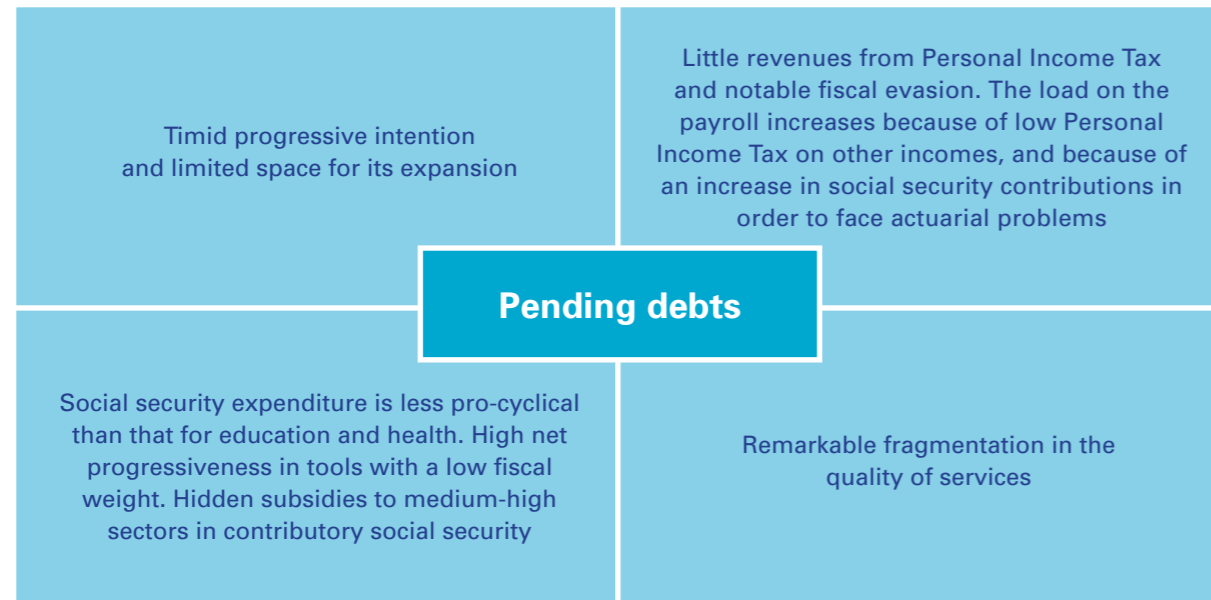 Timid progressive intention
and limited space for its expansion
Little revenues from Personal Income Tax
and notable fiscal evasion. The load on the
payroll increases because of low Personal
Income Tax on other incomes, and because of
an increase in social security contributions in
order to face actuarial problems
Pending debts
Social security expenditure is less pro-cyclical
than that for education and health. High net
progressiveness in tools with a low fiscal
weight. Hidden subsidies to medium-high
sectors in contributory social security
Remarkable fragmentation in the
quality of services